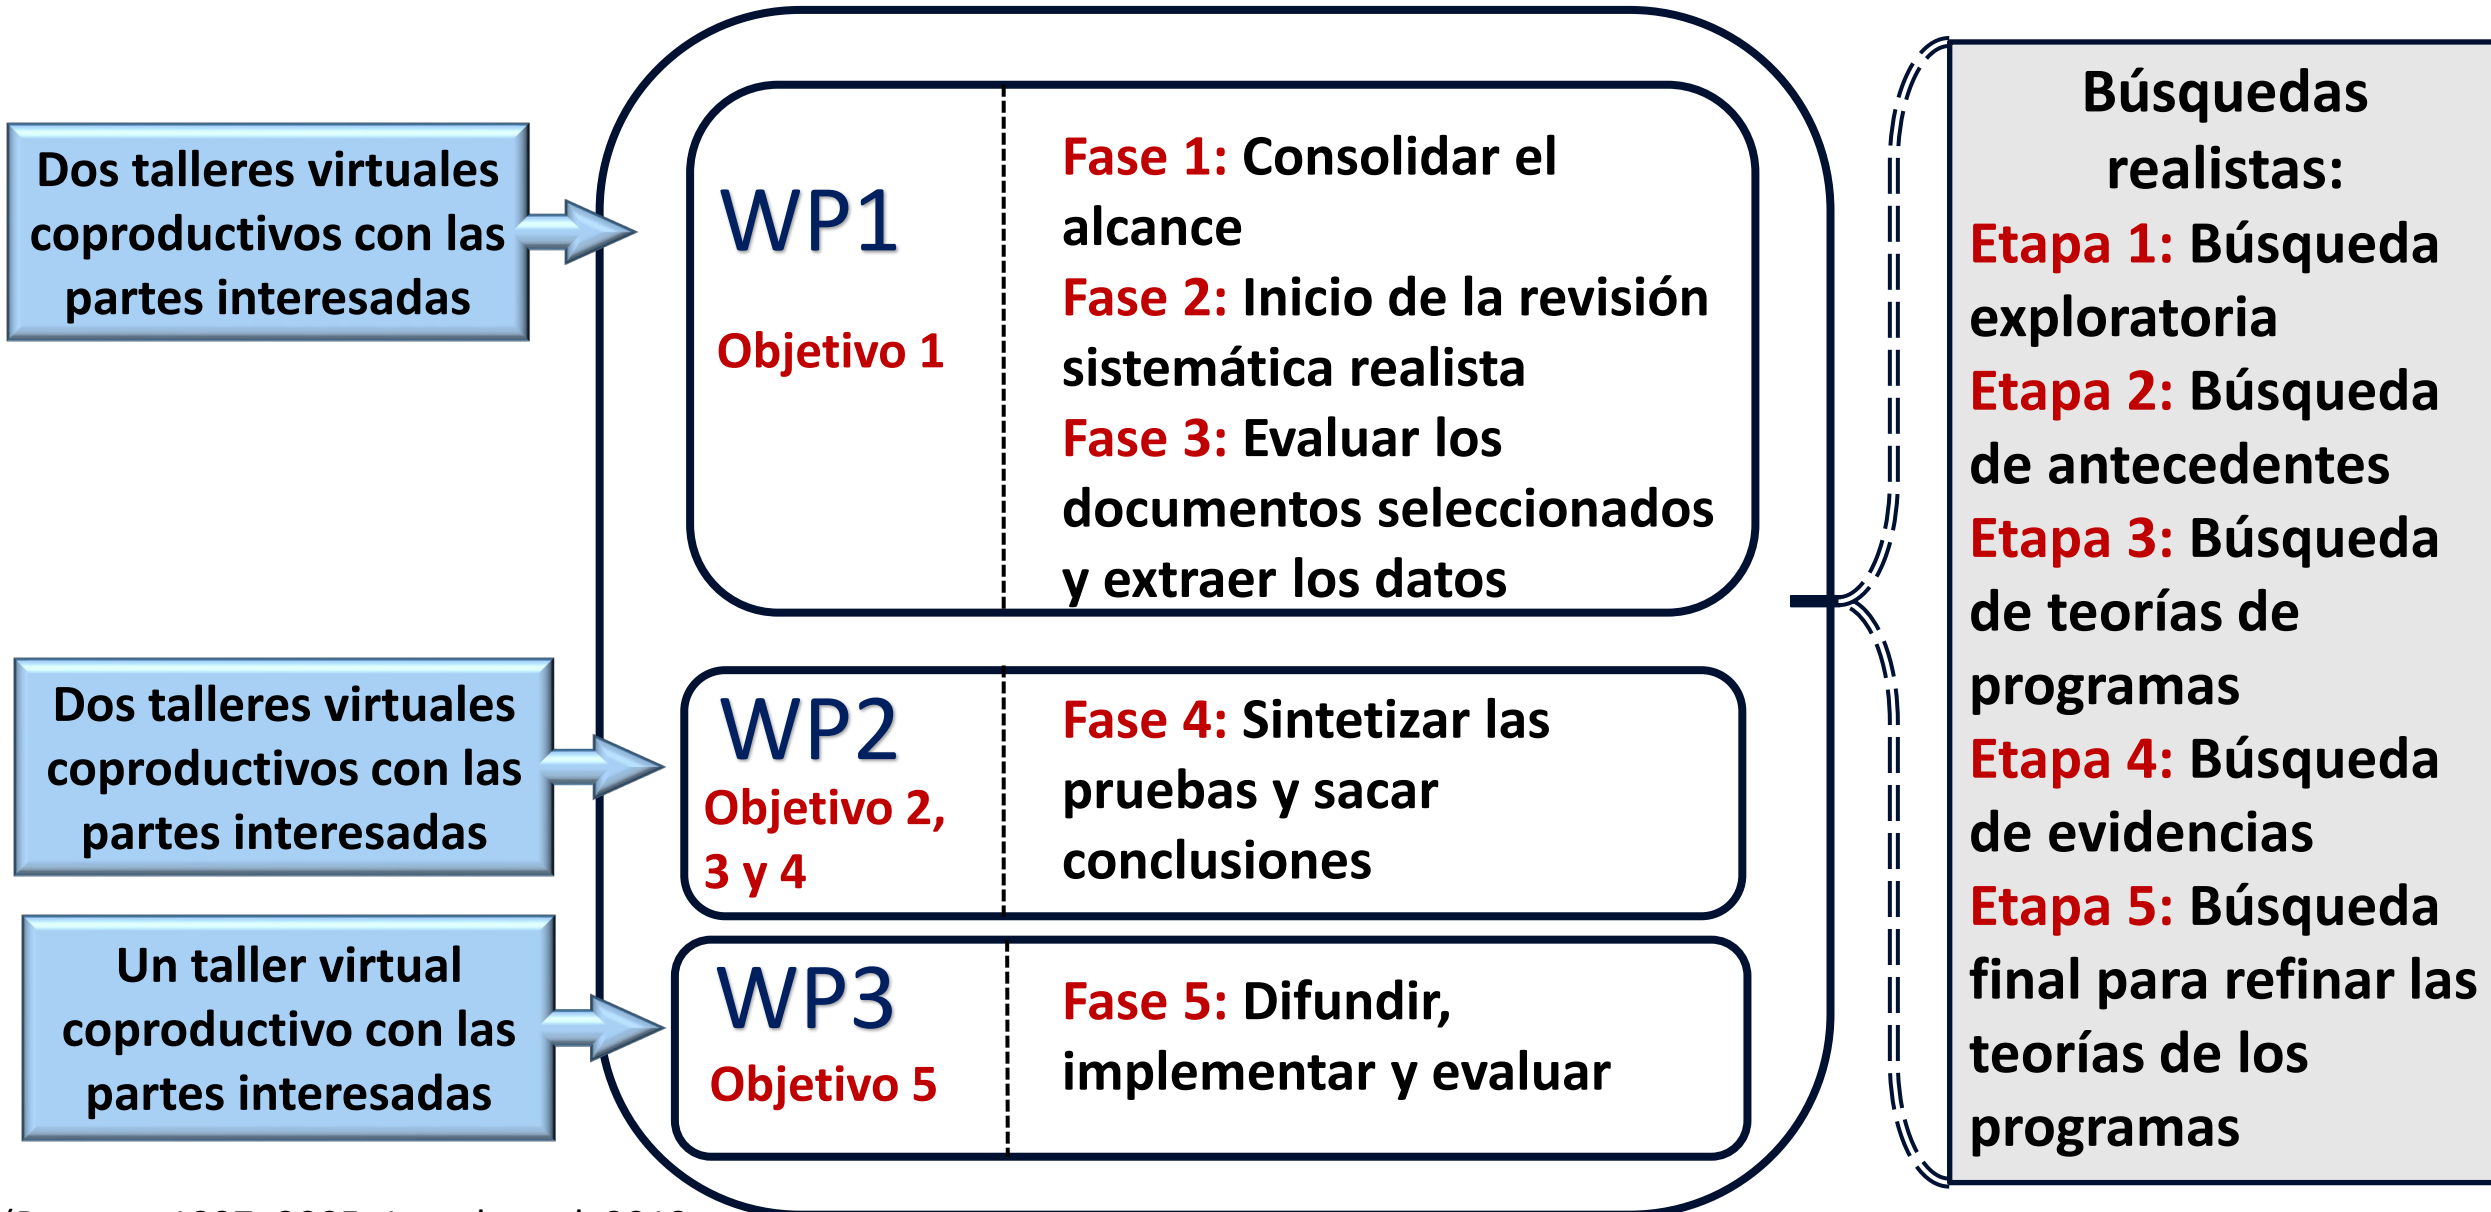 Dos talleres virtuales
coproductivos con las
partes interesadas
WP1
Objetivo 1
Fase 1: Consolidar el
alcance
Fase 2: Inicio de la revisión
sistemática realista
Fase 3: Evaluar los
documentos seleccionados
y extraer los datos
Dos talleres virtuales
coproductivos con las
partes interesadas
WP2
Objetivo 2,
3 y 4
Fase 4: Sintetizar las
pruebas y sacar
conclusiones
Un taller virtual
coproductivo con las
partes interesadas
WP3
Objetivo 5
Fase 5: Difundir,
implementar y evaluar
Búsquedas
realistas:
Etapa 1: Búsqueda
exploratoria
Etapa 2: Búsqueda
de antecedentes
Etapa 3: Búsqueda
de teorías de
programas
Etapa 4: Búsqueda
de evidencias
Etapa 5: Búsqueda
final para refinar las
teorías de los
programas